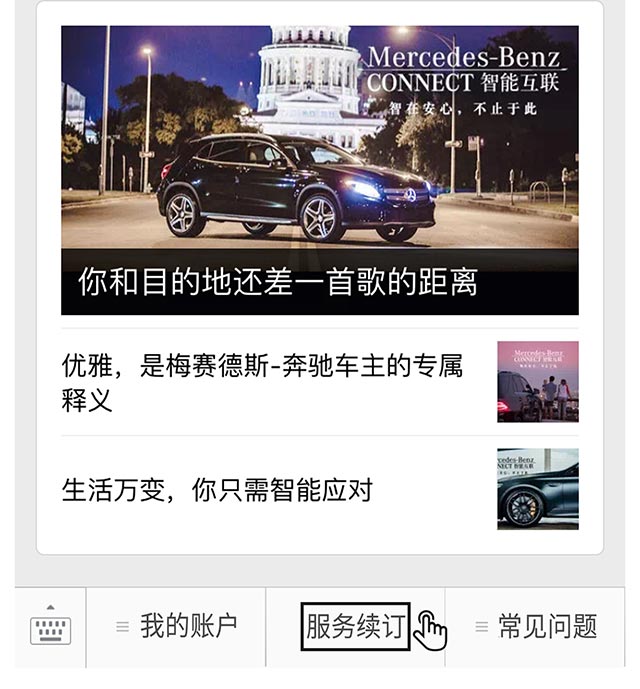 Mercedes-Benz
CONNECT 智能互联
智在安心，不止于此
你和目的地还差一首歌的距离
优雅，是梅赛德斯-奔驰车主的专属
释义
Mercedes-Benz
CONNECT 智能互联
生活万变，你只需智能应对
cedes-Benz
NECT 智能互联
我的账户
服务续订
常见问题